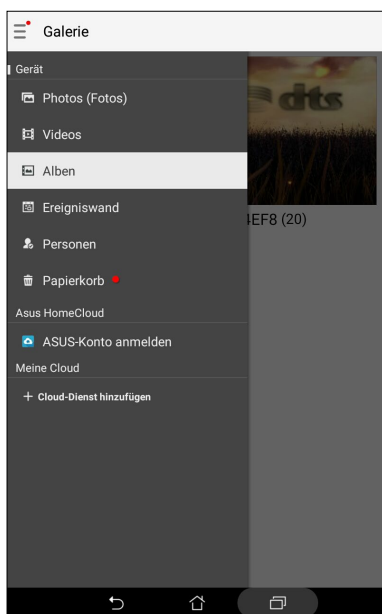 Galerie
Gerät
Photos (Fotos)
Videos
Alben
Ereigniswand
Personen
Papierkorb
Asus HomeCloud
ASUS-Konto anmelden
Meine Cloud
+ Cloud-Dienst hinzufügen
dts
4EF8 (20)